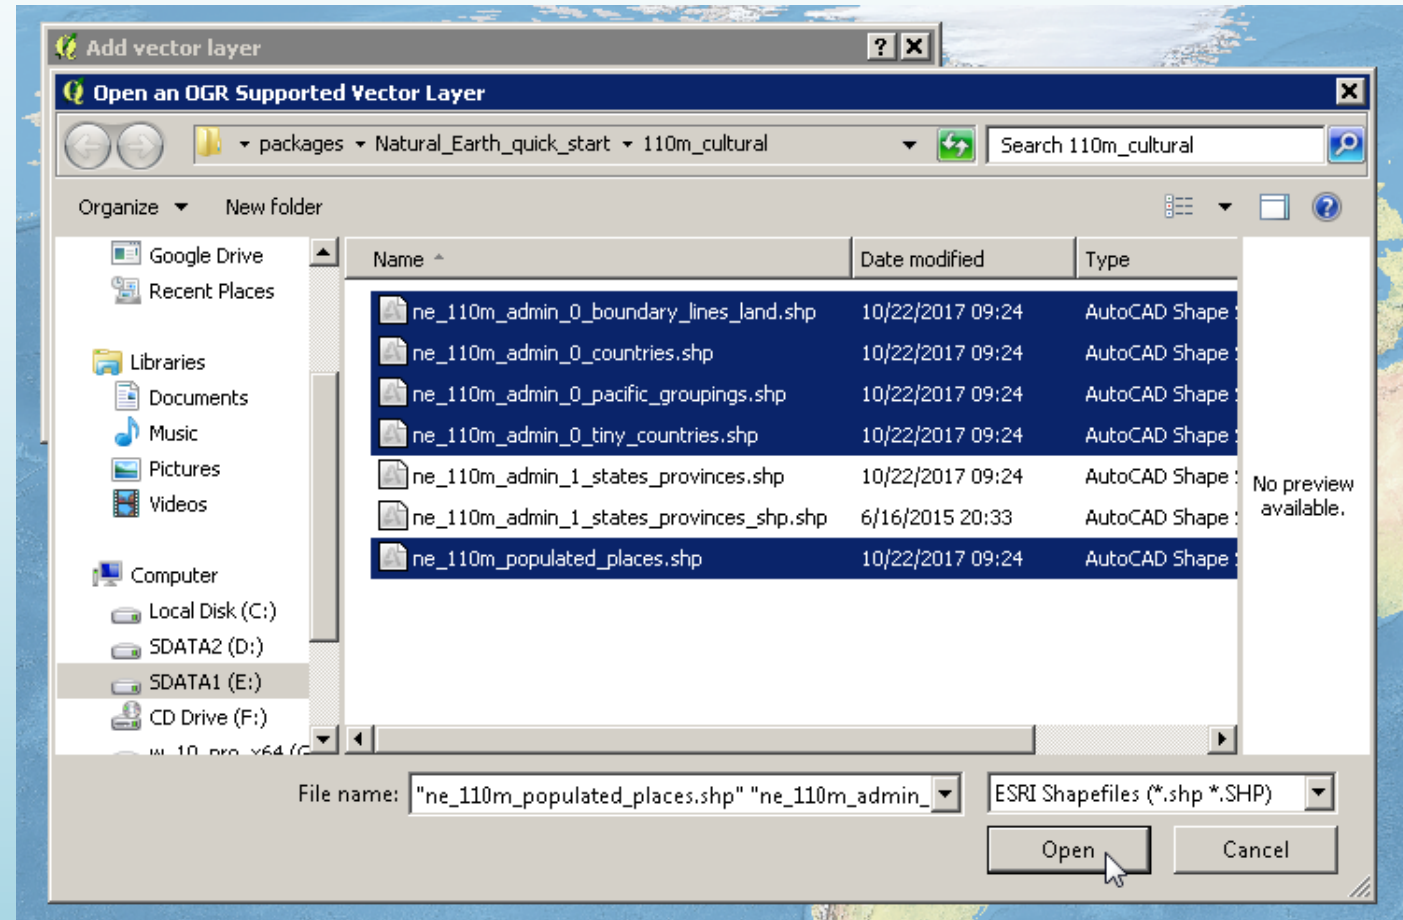 Add vector layer
Open an OGR Supported Vector Layer
packages Natural_Earth_quick_start 110m_cultural
Search 110m_cultural
Organize New folder
Google Drive
Recent Places
Libraries
Documents
Music
Pictures
Videos
Computer
Local Disk (C:)
SDATA2 (D:)
SDATA1 (E:)
CD Drive (F:)
w_10_pro_x64 (G
Name Date modified Type
ne_110m_admin_0_boundary_lines_land.shp 10/22/2017 09:24 AutoCAD Shape
ne_110m_admin_0_countries.shp 10/22/2017 09:24 AutoCAD Shape
ne_110m_admin_0_pacific_groupings.shp 10/22/2017 09:24 AutoCAD Shape
ne_110m_admin_0_tiny_countries.shp 10/22/2017 09:24 AutoCAD Shape
ne_110m_admin_1_states_provinces.shp 10/22/2017 09:24 AutoCAD Shape
ne_110m_admin_1_states_provinces_shp.shp 6/16/2015 20:33 AutoCAD Shape
ne_110m_populated_places.shp 10/22/2017 09:24 AutoCAD Shape
No preview
available.
File name: "ne_110m_populated_places.shp" "ne_110m_admin_
ESRI Shapefiles (*.shp *.SHP)
Open Cancel